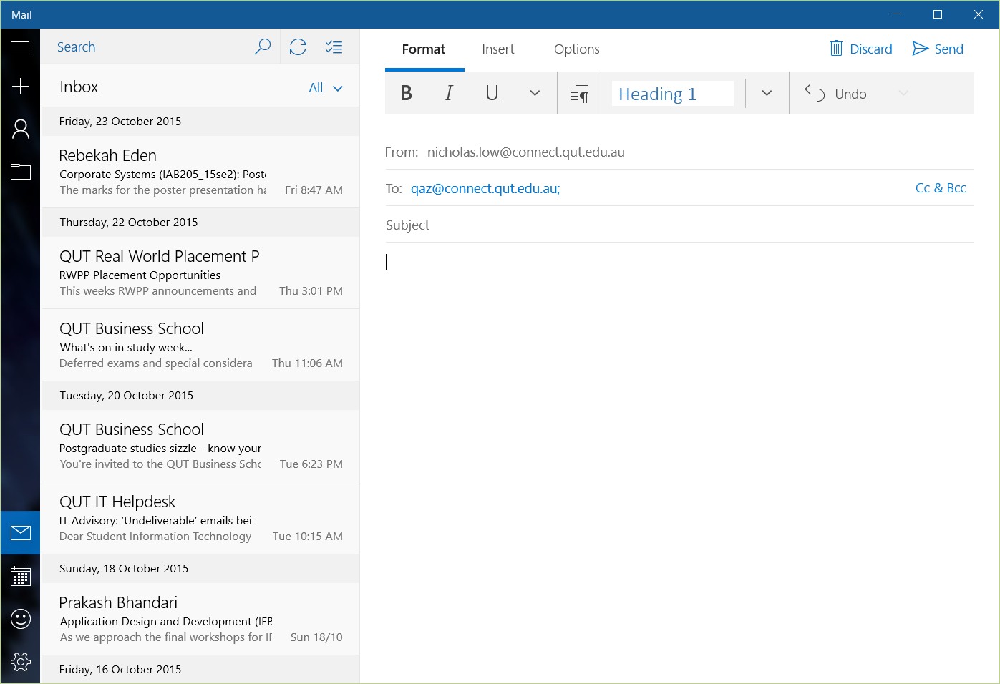 Mail
Search
Inbox
All
Friday, 23 October 2015
Rebekah Eden
Corporate Systems (IAB205_15se2): Poste
The marks for the poster presentation ha
Fri 8:47 AM
Thursday, 22 October 2015
QUT Real World Placement P
RWPP Placement Opportunities
This weeks RWPP announcements and
Thu 3:01 PM
QUT Business School
What's on in study week...
Deferred exams and special considera
Thu 11:06 AM
Tuesday, 20 October 2015
QUT Business School
Postgraduate studies sizzle - know your
You're invited to the QUT Business Scho
Tue 6:23 PM
QUT IT Helpdesk
IT Advisory: ‘Undeliverable’ emails bein
Dear Student Information Technology
Tue 10:15 AM
Sunday, 18 October 2015
Prakash Bhandari
Application Design and Development (IFB
As we approach the final workshops for IF
Sun 18/10
Friday, 16 October 2015
Format
Insert
Options
Discard
Send
B I U
Heading 1
Undo
From: nicholas.low@connect.qut.edu.au
To: qaz@connect.qut.edu.au;
Cc & Bcc
Subject